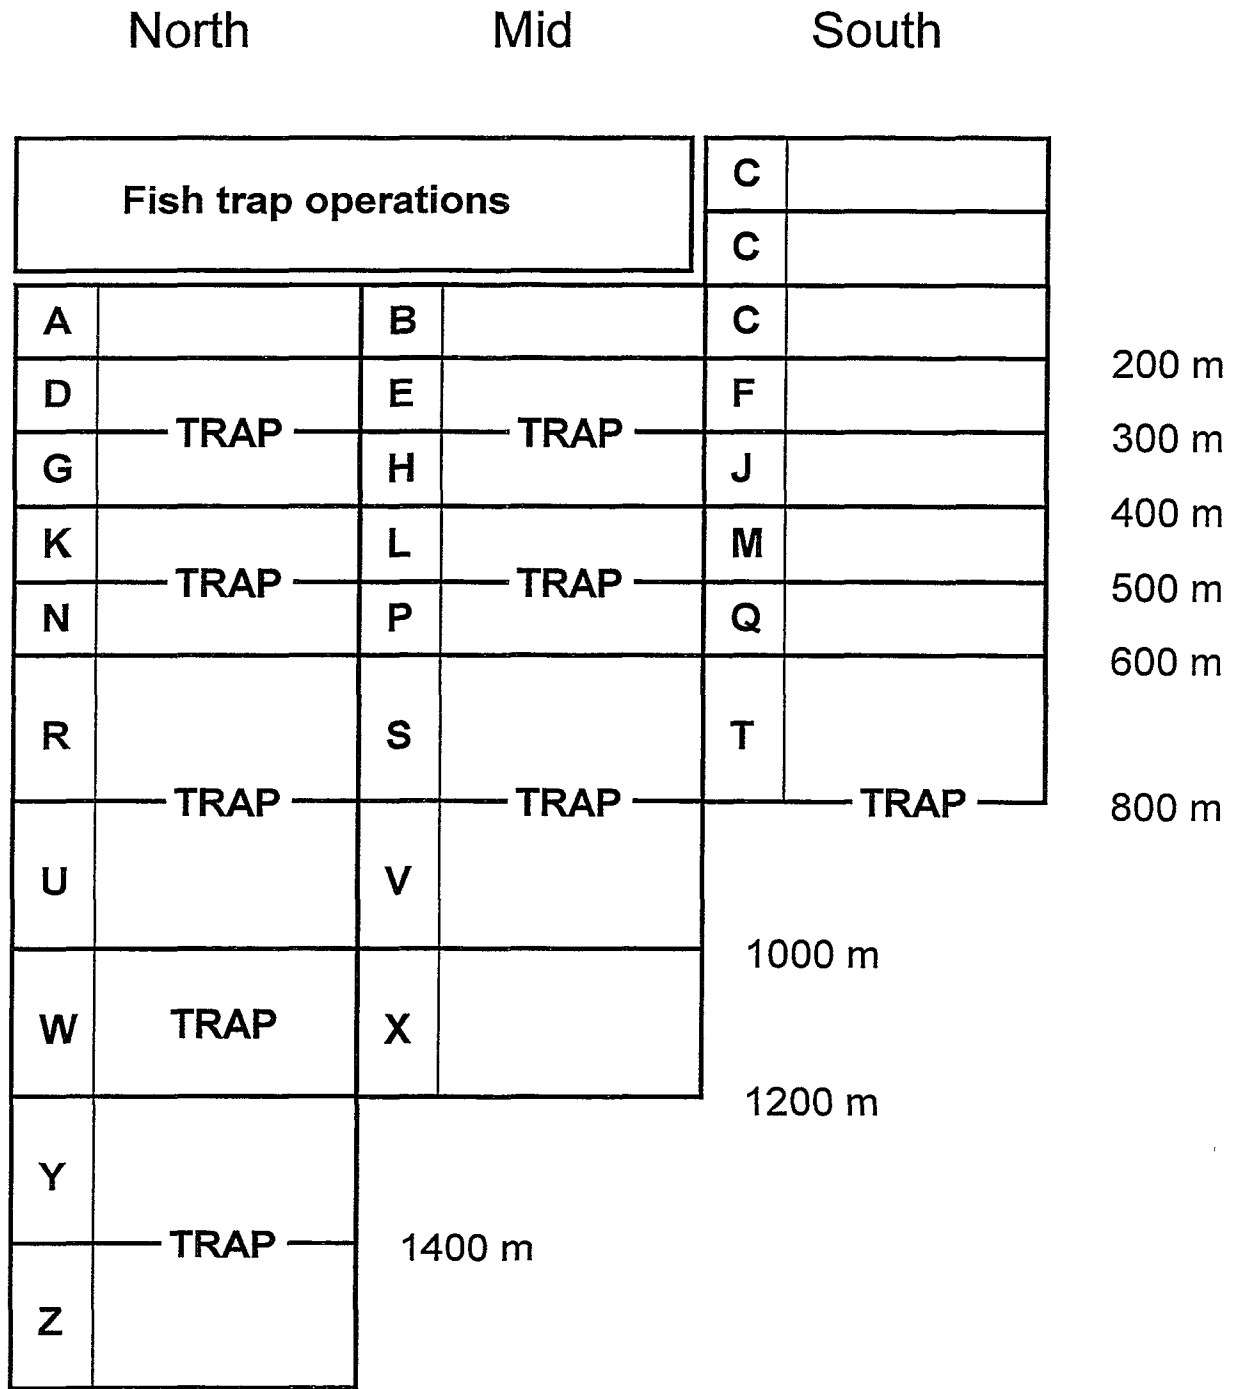 North Mid South
Fish trap operations
C
C
A B C
200 m
D E F
TRAP TRAP
300 m
G H J
400 m
K L M
TRAP TRAP
500 m
N P Q
600 m
R S T
TRAP TRAP TRAP
800 m
U V
1000 m
W TRAP X
1200 m
Y
TRAP
1400 m
Z